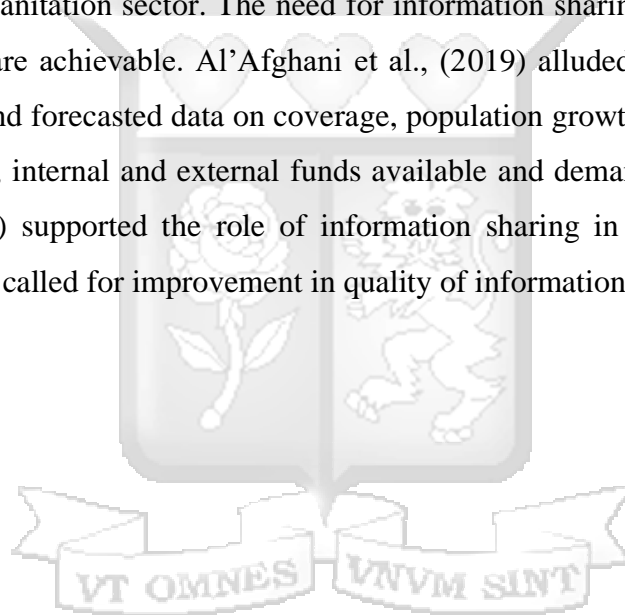 anitation sector. The need for information sharin
are achievable. Al’Afghani et al., (2019) alluded
nd forecasted data on coverage, population growt
, internal and external funds available and dema
) supported the role of information sharing in
called for improvement in quality of information
VT OMNES VNVM SINT